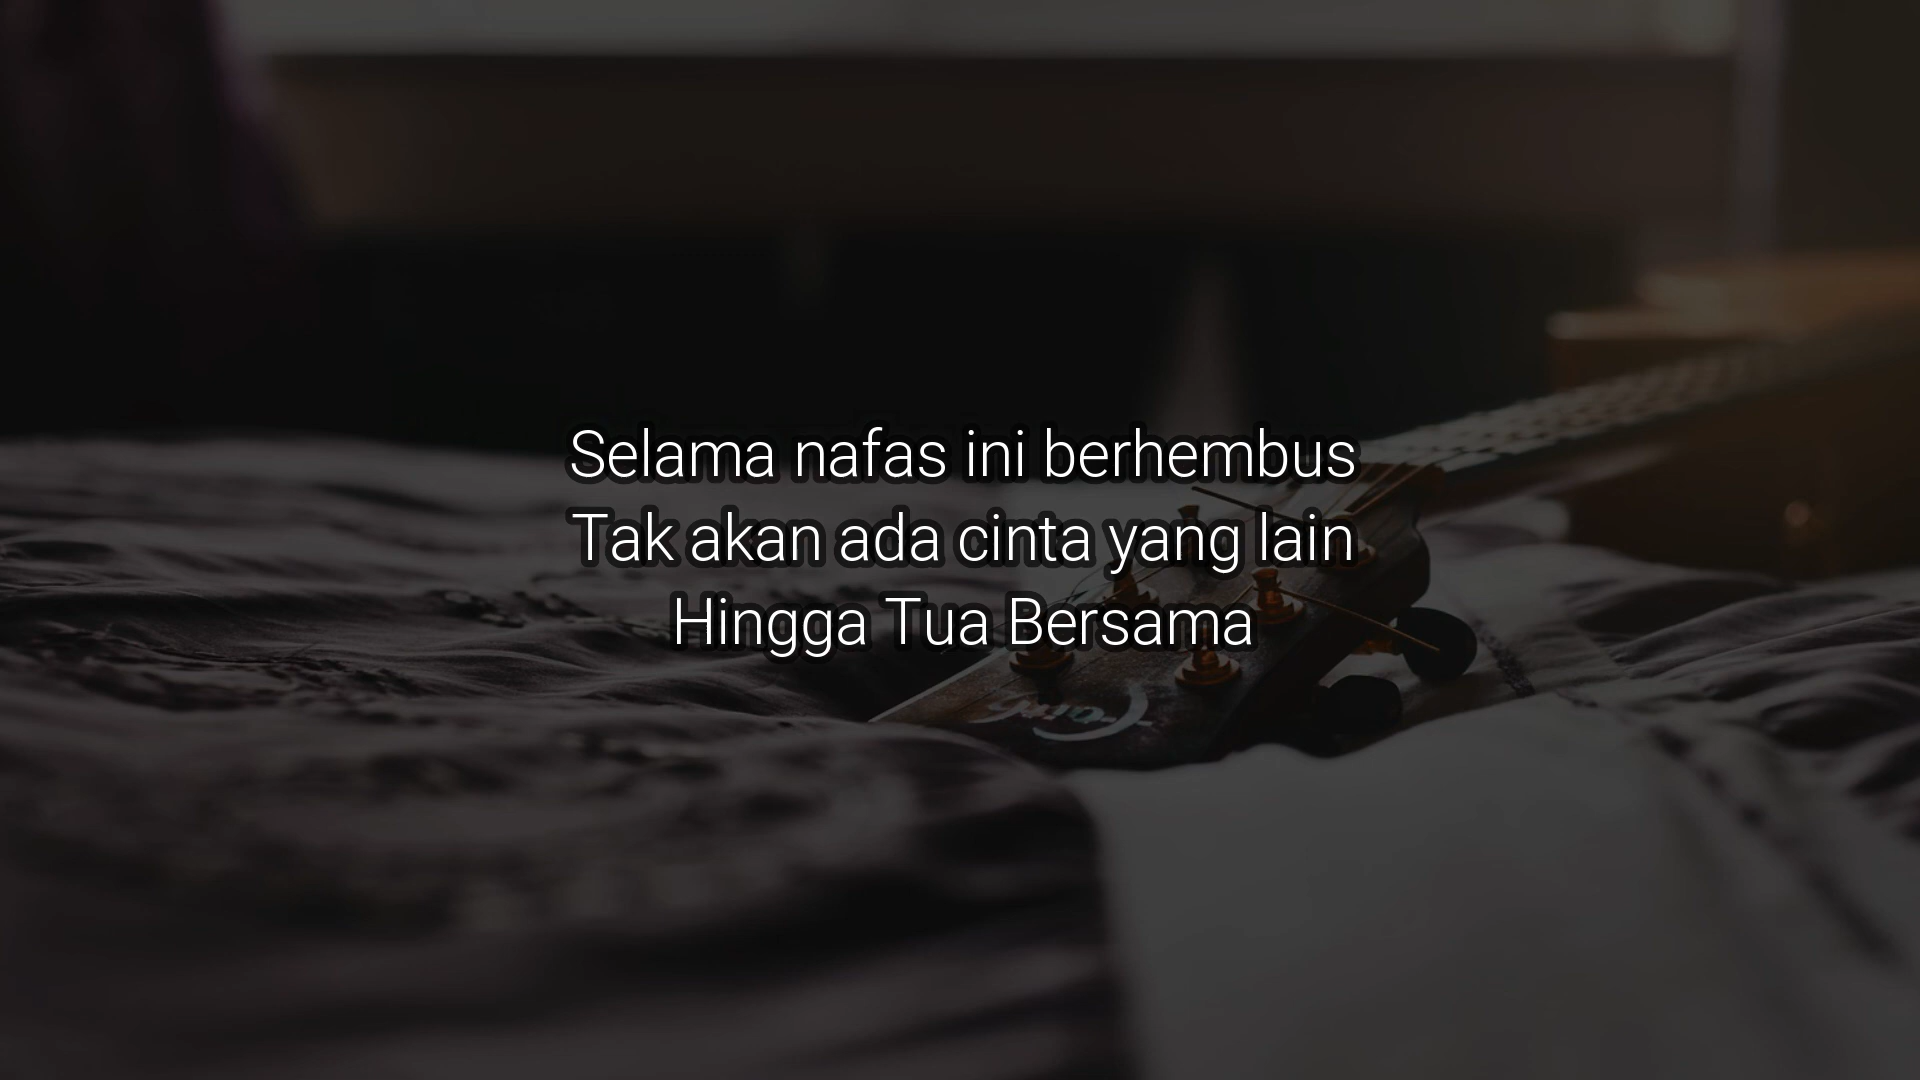 Selama nafas ini berhembus
Tak akan ada cinta yang lain
Hingga Tua Bersama